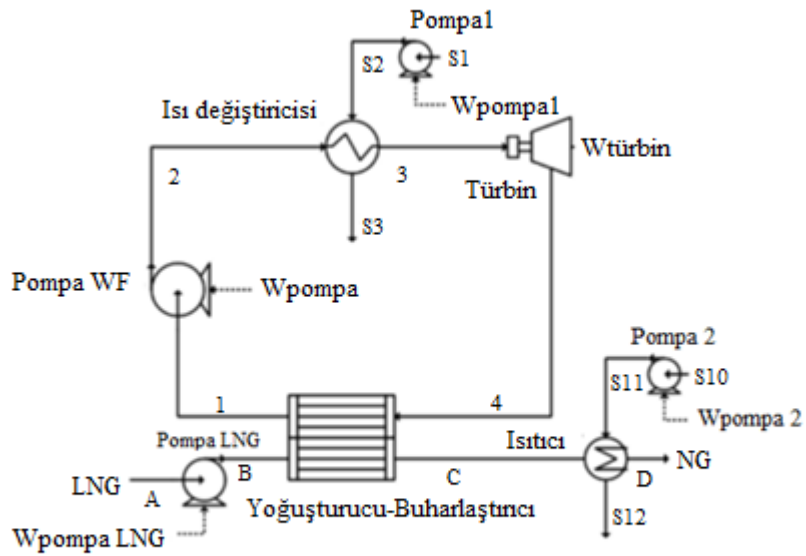 Pompa1
S2
S1
Wpompa1
Isı değiştiricisi
2
3
Wtürbin
Türbin
S3
Pompa WF
Wpompa
Pompa 2
S11
S10
1
4
Wpompa 2
Pompa LNG
Isıtıcı
B
C
D
NG
LNG
A
Yoğuşturucu-Buharlaştırıcı
S12
Wpompa LNG